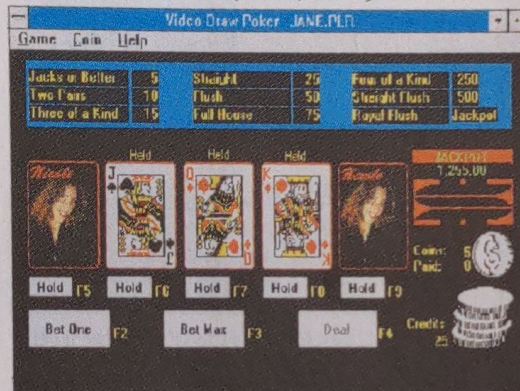 Video Draw Poker - JANE.PLR
Game Coin Help
Jacks or Better 5 Straight 25 Four of a Kind 250
Two Pairs 10 Flush 50 Straight Flush 500
Three of a Kind 15 Full House 75 Royal Flush Jackpot
Held Held Held
JACKPOT
1,255.00
Nicole J Q K Nicole
J Q K
Coins: 5
Paid: 0
Hold F5 Hold F6 Hold F7 Hold F8 Hold F9
Bet One F2 Bet Max F3 Deal F4
Credits
25